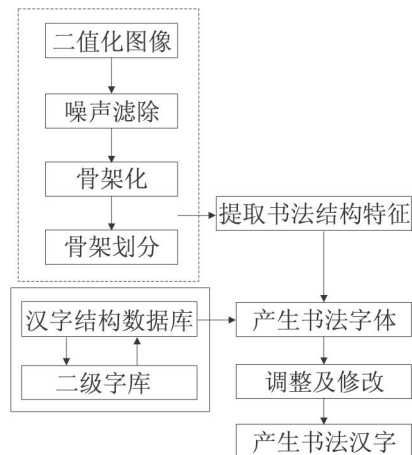 二值化图像
噪声滤除
骨架化
提取书法结构特征
骨架划分
汉字结构数据库
产生书法字体
二级字库
调整及修改
产生书法汉字